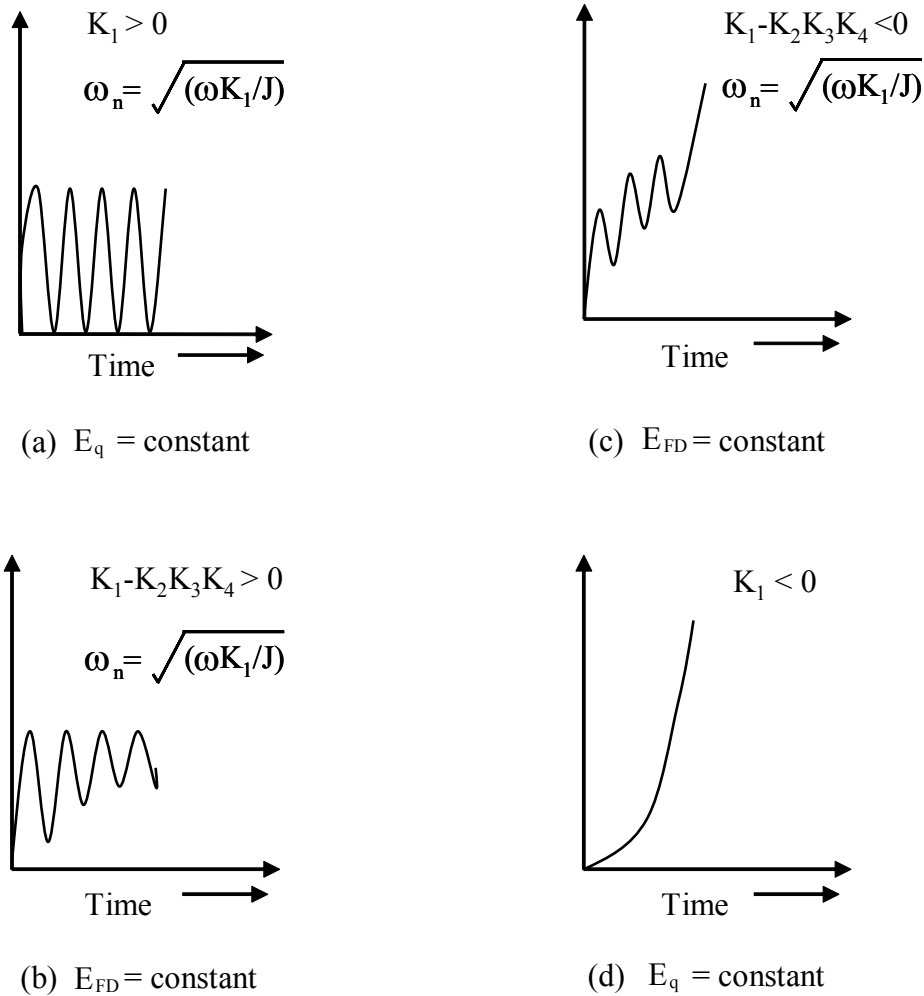 K₁ > 0
ωₙ= √(ωK₁/J)
Time
(a) E_q = constant
K₁-K₂K₃K₄ > 0
ωₙ= √(ωK₁/J)
Time
(b) E_FD = constant
K₁-K₂K₃K₄ <0
ωₙ= √(ωK₁/J)
Time
(c) E_FD = constant
K₁ < 0
Time
(d) E_q = constant